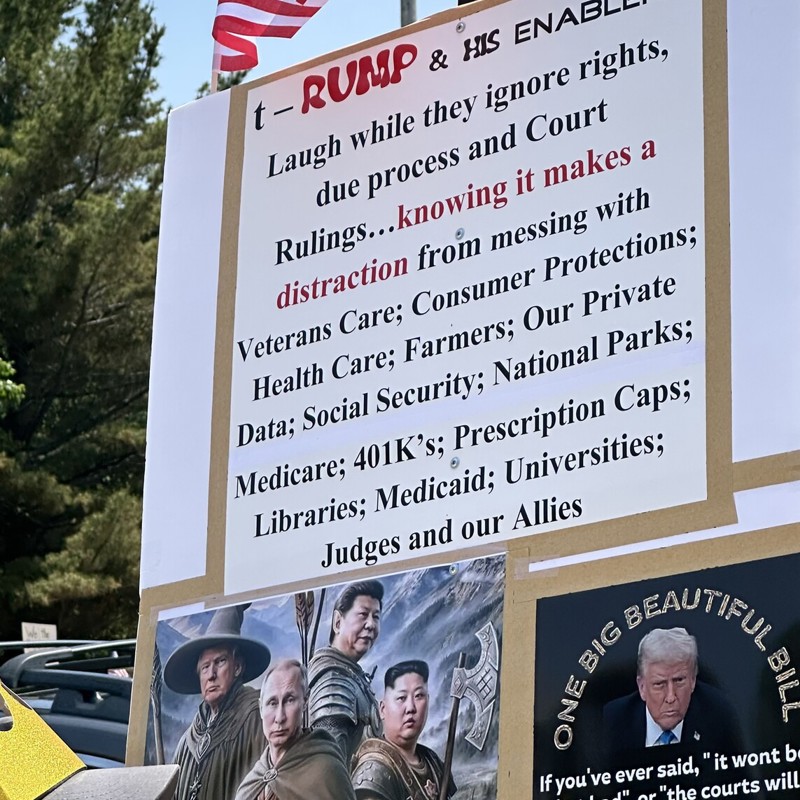 t – RUMP & HIS ENABLE
Laugh while they ignore rights,
due process and Court
Rulings...knowing it makes a
distraction from messing with
Veterans Care; Consumer Protections;
Health Care; Farmers; Our Private
Data; Social Security; National Parks;
Medicare; 401K's; Prescription Caps;
Libraries; Medicaid; Universities;
Judges and our Allies
ONE BIG BEAUTIFUL BILL
If you've ever said, " it wont b
or "the courts will